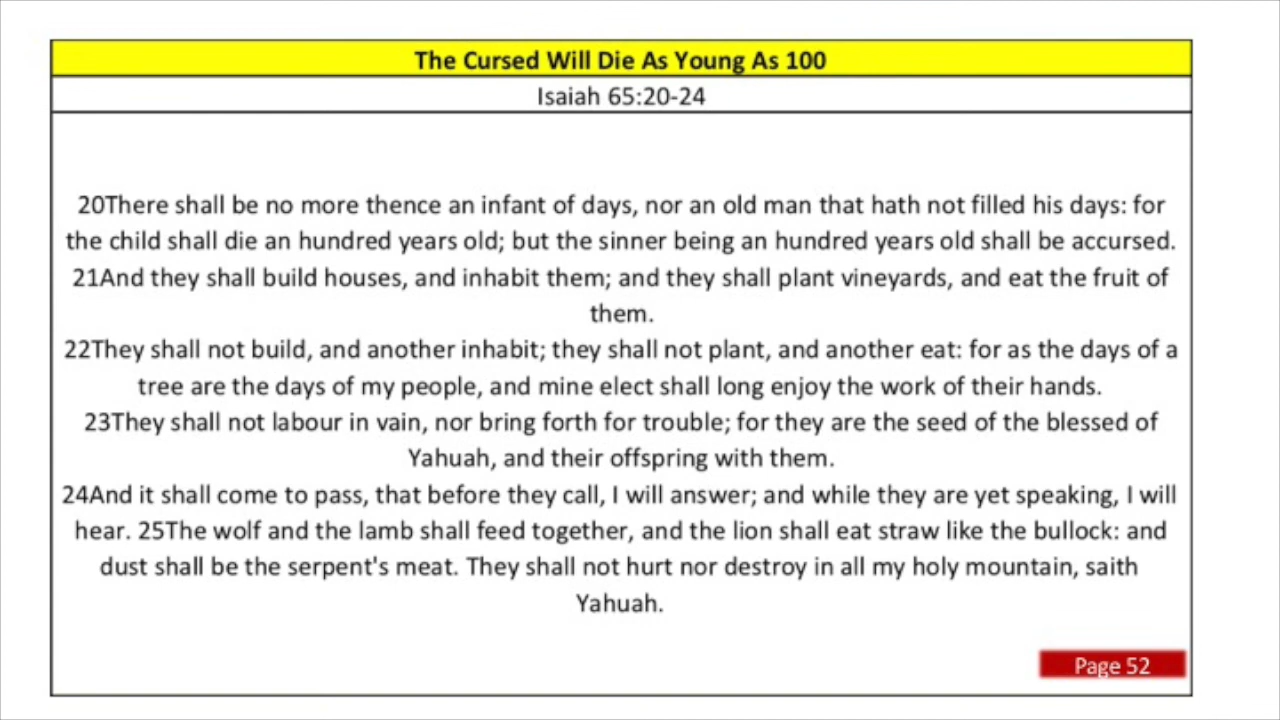 The Cursed Will Die As Young As 100
Isaiah 65:20-24
20There shall be no more thence an infant of days, nor an old man that hath not filled his days: for
the child shall die an hundred years old; but the sinner being an hundred years old shall be accursed.
21And they shall build houses, and inhabit them; and they shall plant vineyards, and eat the fruit of
them.
22They shall not build, and another inhabit; they shall not plant, and another eat: for as the days of a
tree are the days of my people, and mine elect shall long enjoy the work of their hands.
23They shall not labour in vain, nor bring forth for trouble; for they are the seed of the blessed of
Yahuah, and their offspring with them.
24And it shall come to pass, that before they call, I will answer; and while they are yet speaking, I will
hear. 25The wolf and the lamb shall feed together, and the lion shall eat straw like the bullock: and
dust shall be the serpent's meat. They shall not hurt nor destroy in all my holy mountain, saith
Yahuah.
Page 52